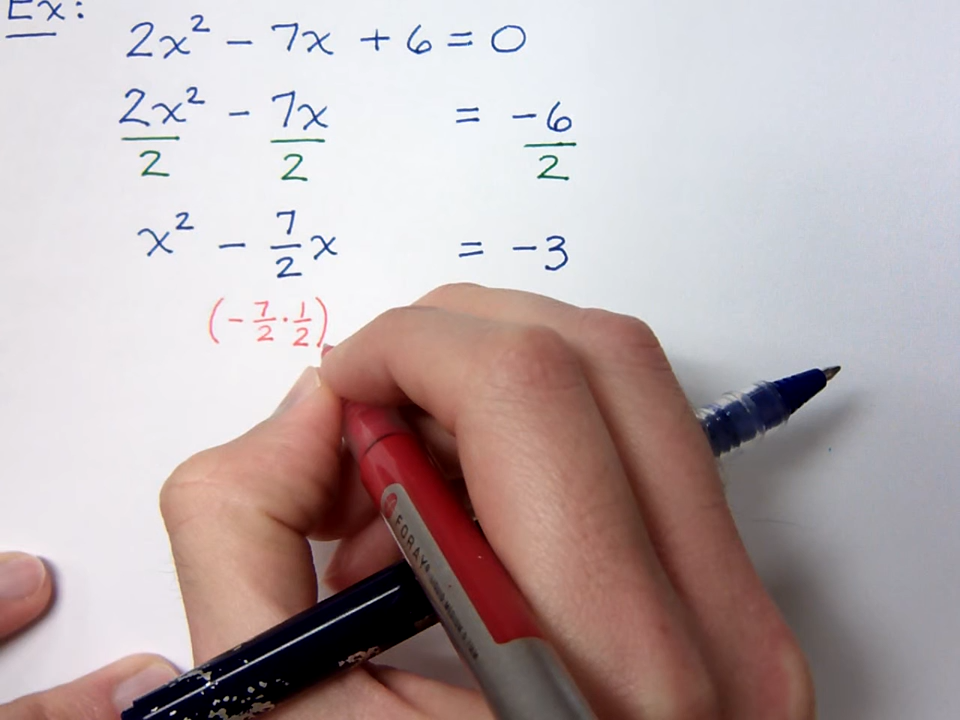 Ex:
2x² - 7x + 6 = 0
2x²/2 - 7x/2 = -6/2
x² - 7/2 x = -3
(-7/2 · 1/2)
FORAY